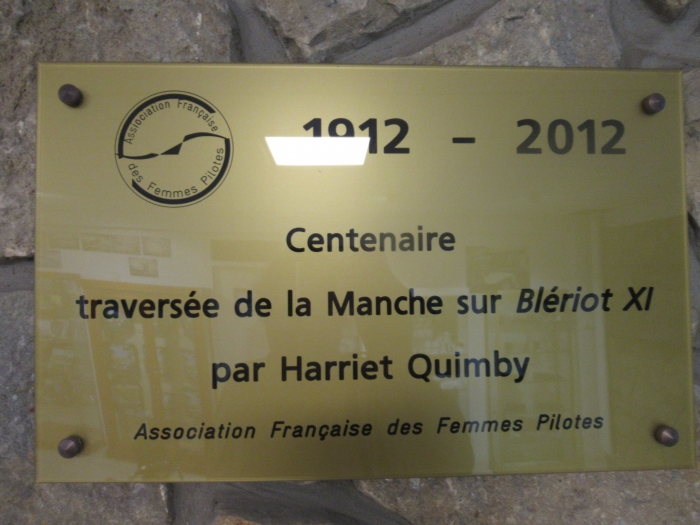 Association Française
des Femmes Pilotes
1912 - 2012
Centenaire
traversée de la Manche sur Blériot XI
par Harriet Quimby
Association Française des Femmes Pilotes